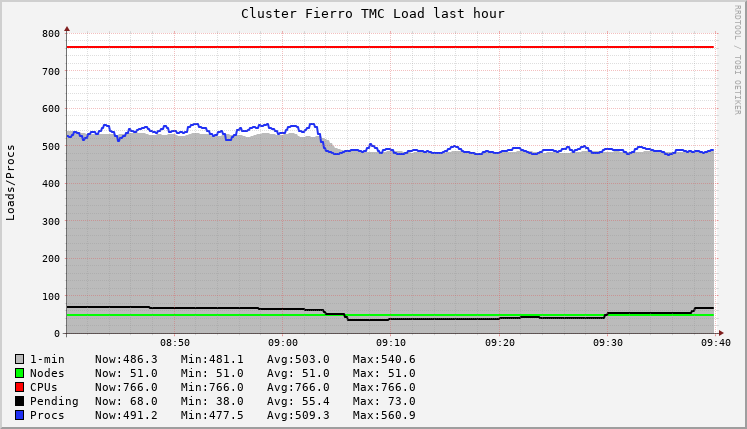 Cluster Fierro TMC Load last hour
RRDTOOL / TOBI OETIKER
Loads/Procs
800
700
600
500
400
300
200
100
0
08:50 09:00 09:10 09:20 09:30 09:40
1-min Now:486.3 Min:481.1 Avg:503.0 Max:540.6
Nodes Now: 51.0 Min: 51.0 Avg: 51.0 Max: 51.0
CPUs Now:766.0 Min:766.0 Avg:766.0 Max:766.0
Pending Now: 68.0 Min: 38.0 Avg: 55.4 Max: 73.0
Procs Now:491.2 Min:477.5 Avg:509.3 Max:560.9